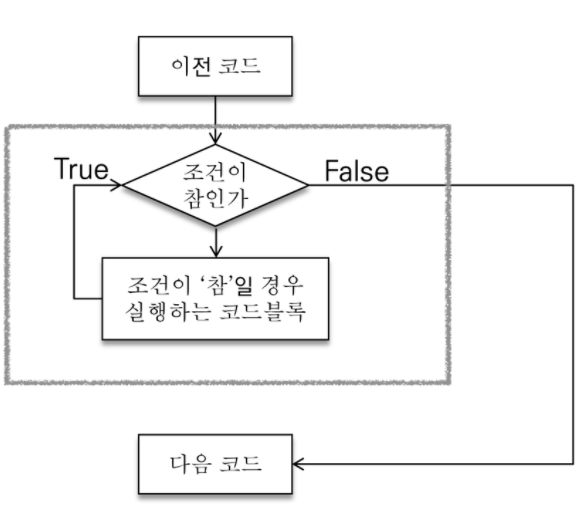 이전 코드
True
조건이
참인가
False
조건이 ‘참’일 경우
실행하는 코드블록
다음 코드